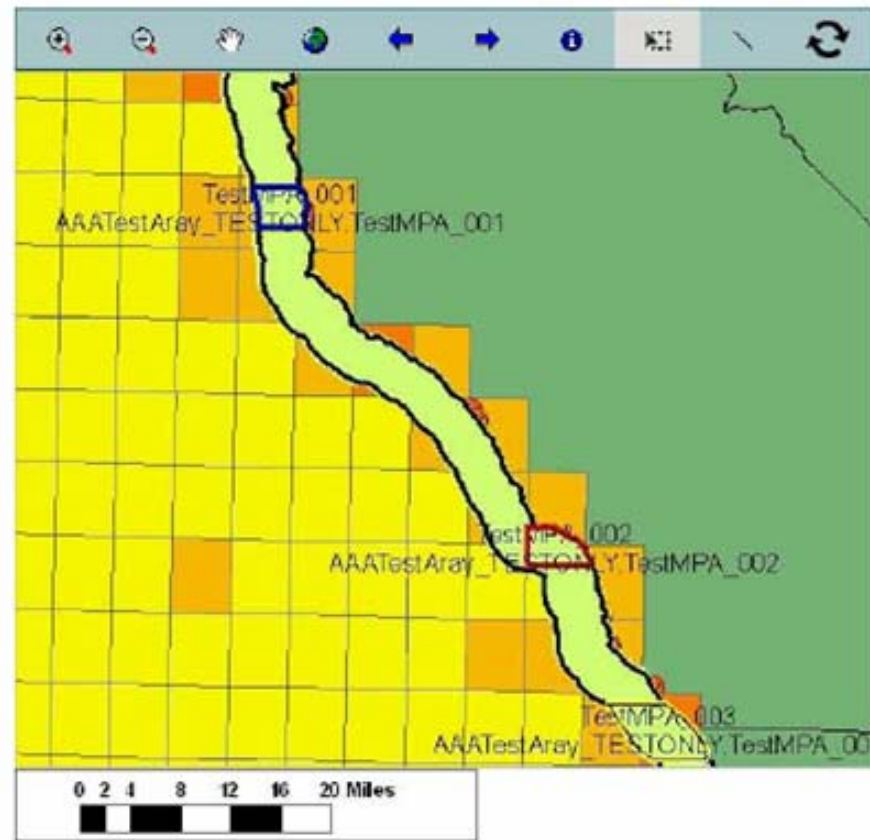 TestMPA_001
AAATestAray_TESTONLY.TestMPA_001
TestMPA_002
AAATestAray_TESTONLY.TestMPA_002
TestMPA_003
AAATestAray_TESTONLY.TestMPA_00
0 2 4 8 12 16 20 Miles